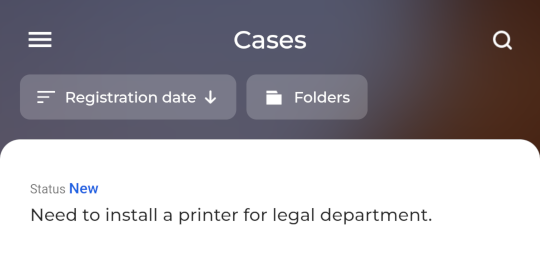 Cases
Registration date
Folders
Status New
Need to install a printer for legal department.